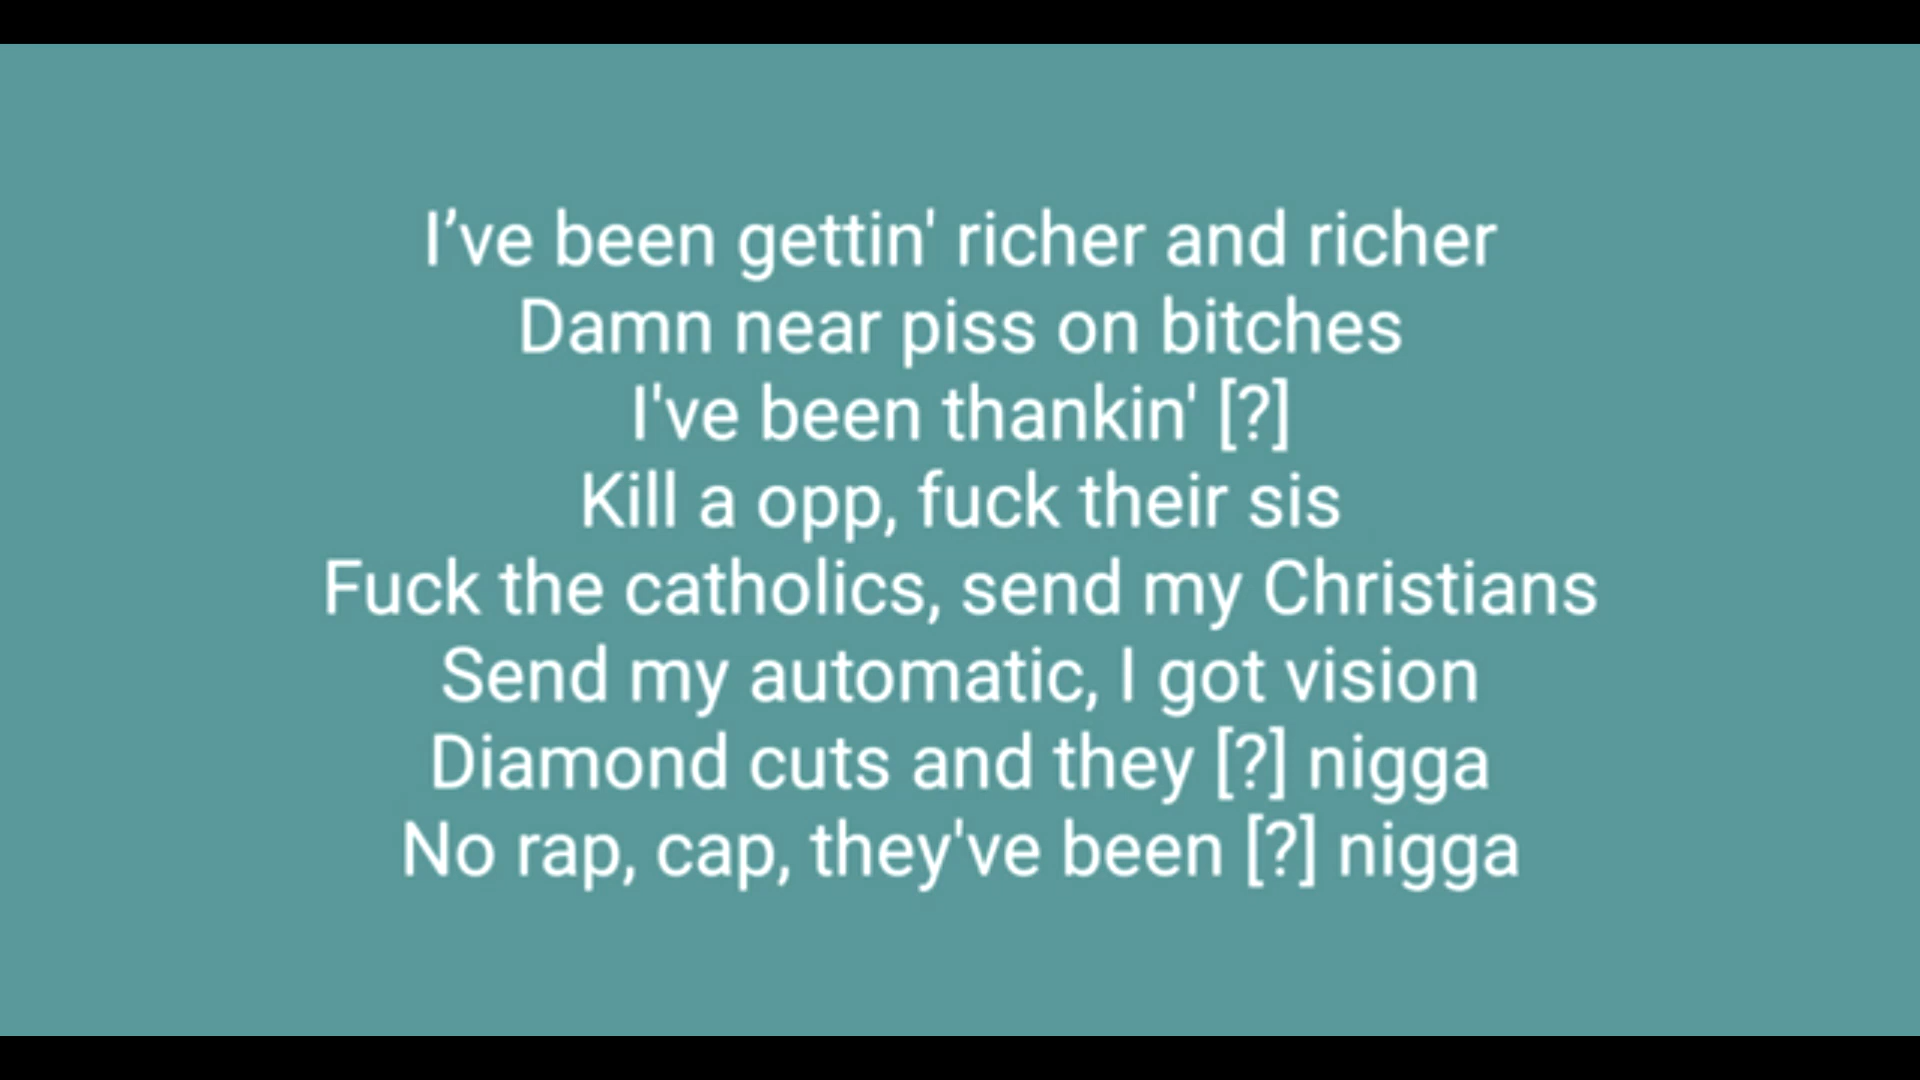 I’ve been gettin' richer and richer
Damn near piss on bitches
I've been thankin' [?]
Kill a opp, fuck their sis
Fuck the catholics, send my Christians
Send my automatic, I got vision
Diamond cuts and they [?] nigga
No rap, cap, they've been [?] nigga